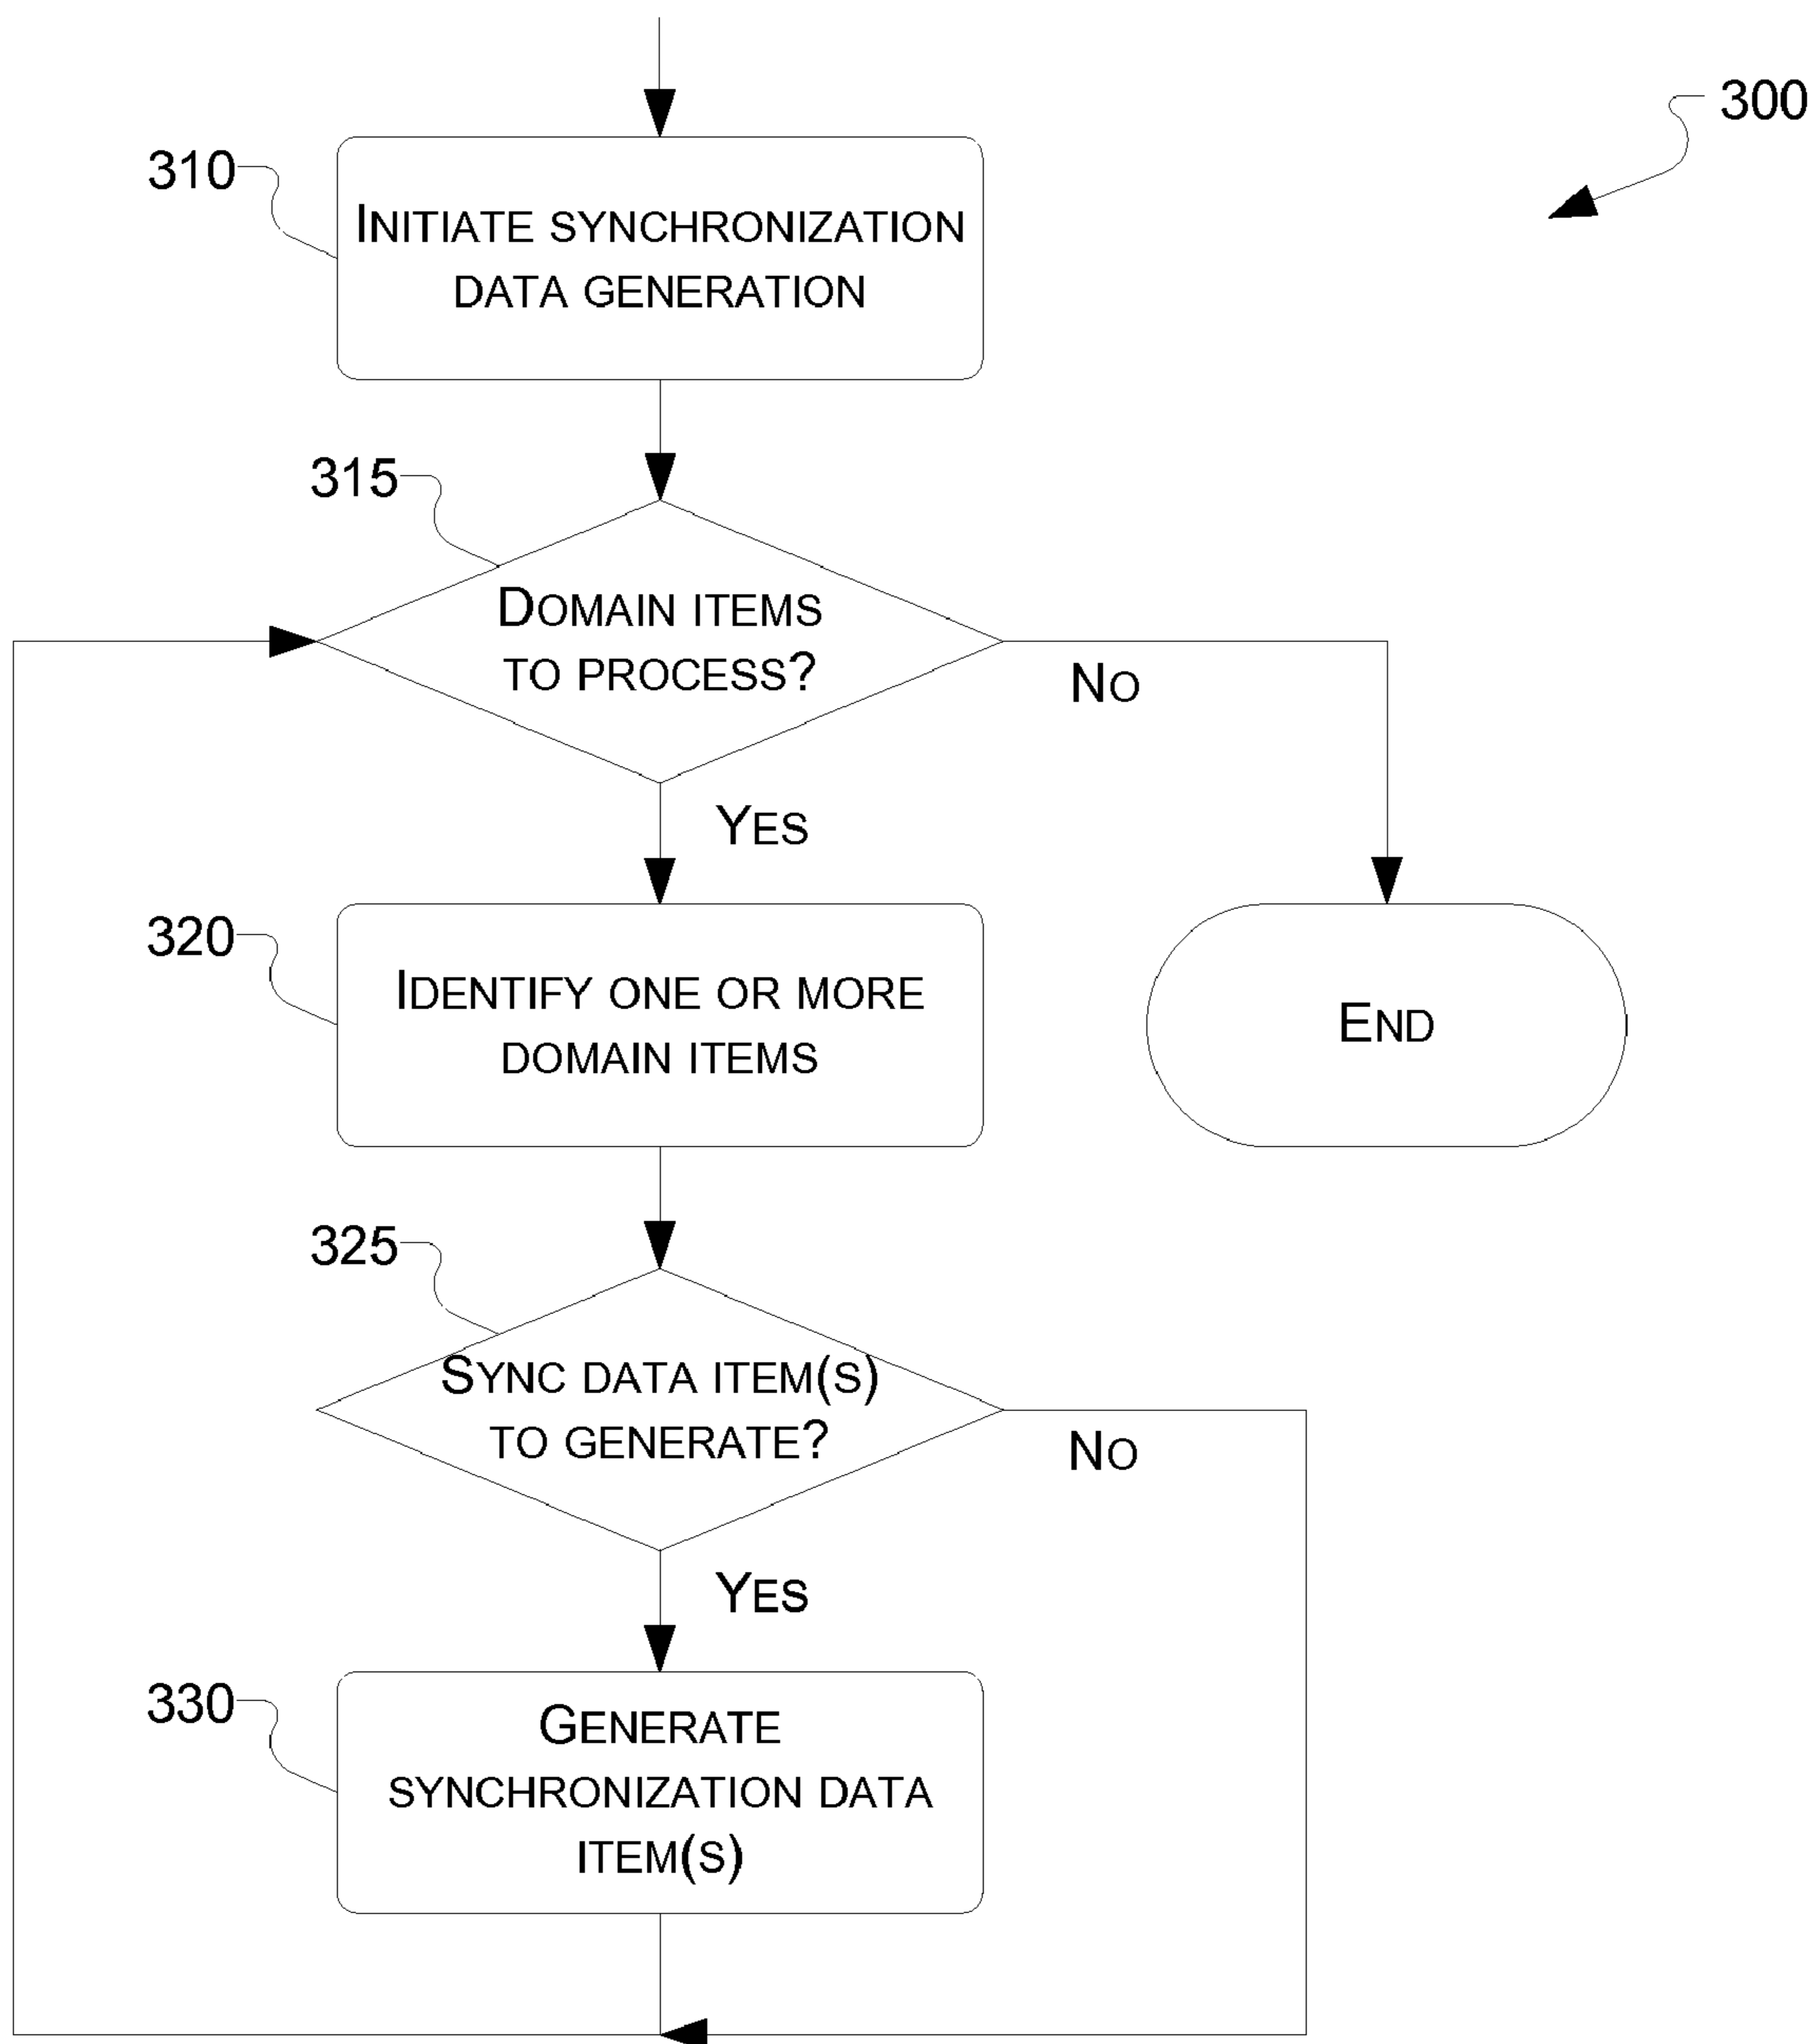 300
310
INITIATE SYNCHRONIZATION
DATA GENERATION
315
DOMAIN ITEMS
TO PROCESS?
NO
YES
320
IDENTIFY ONE OR MORE
DOMAIN ITEMS
END
325
SYNC DATA ITEM(S)
TO GENERATE?
NO
YES
330
GENERATE
SYNCHRONIZATION DATA
ITEM(S)